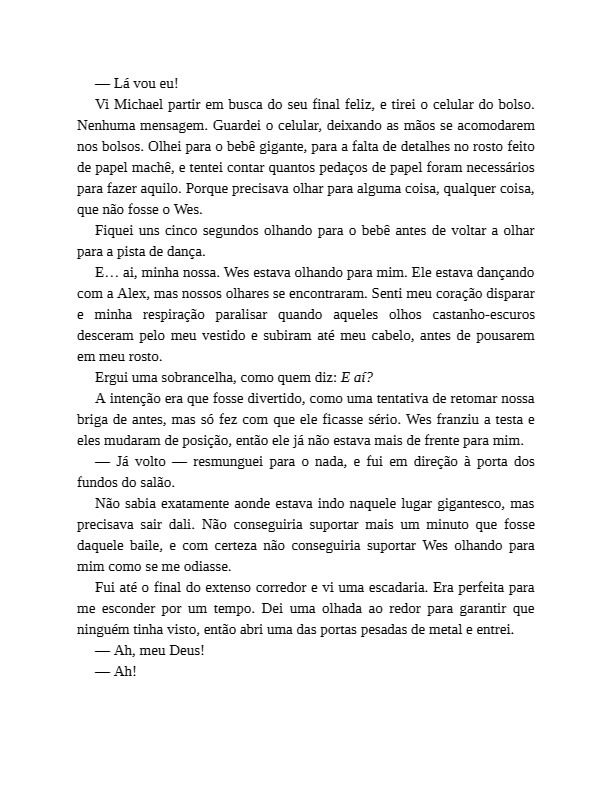 — Lá vou eu!
Vi Michael partir em busca do seu final feliz, e tirei o celular do bolso.
Nenhuma mensagem. Guardei o celular, deixando as mãos se acomodarem
nos bolsos. Olhei para o bebê gigante, para a falta de detalhes no rosto feito
de papel machê, e tentei contar quantos pedaços de papel foram necessários
para fazer aquilo. Porque precisava olhar para alguma coisa, qualquer coisa,
que não fosse o Wes.
Fiquei uns cinco segundos olhando para o bebê antes de voltar a olhar
para a pista de dança.
E… ai, minha nossa. Wes estava olhando para mim. Ele estava dançando
com a Alex, mas nossos olhares se encontraram. Senti meu coração disparar
e minha respiração paralisar quando aqueles olhos castanho-escuros
desceram pelo meu vestido e subiram até meu cabelo, antes de pousarem
em meu rosto.
Ergui uma sobrancelha, como quem diz: E aí?
A intenção era que fosse divertido, como uma tentativa de retomar nossa
briga de antes, mas só fez com que ele ficasse sério. Wes franziu a testa e
eles mudaram de posição, então ele já não estava mais de frente para mim.
— Já volto — resmunguei para o nada, e fui em direção à porta dos
fundos do salão.
Não sabia exatamente aonde estava indo naquele lugar gigantesco, mas
precisava sair dali. Não conseguiria suportar mais um minuto que fosse
daquele baile, e com certeza não conseguiria suportar Wes olhando para
mim como se me odiasse.
Fui até o final do extenso corredor e vi uma escadaria. Era perfeita para
me esconder por um tempo. Dei uma olhada ao redor para garantir que
ninguém tinha visto, então abri uma das portas pesadas de metal e entrei.
— Ah, meu Deus!
— Ah!